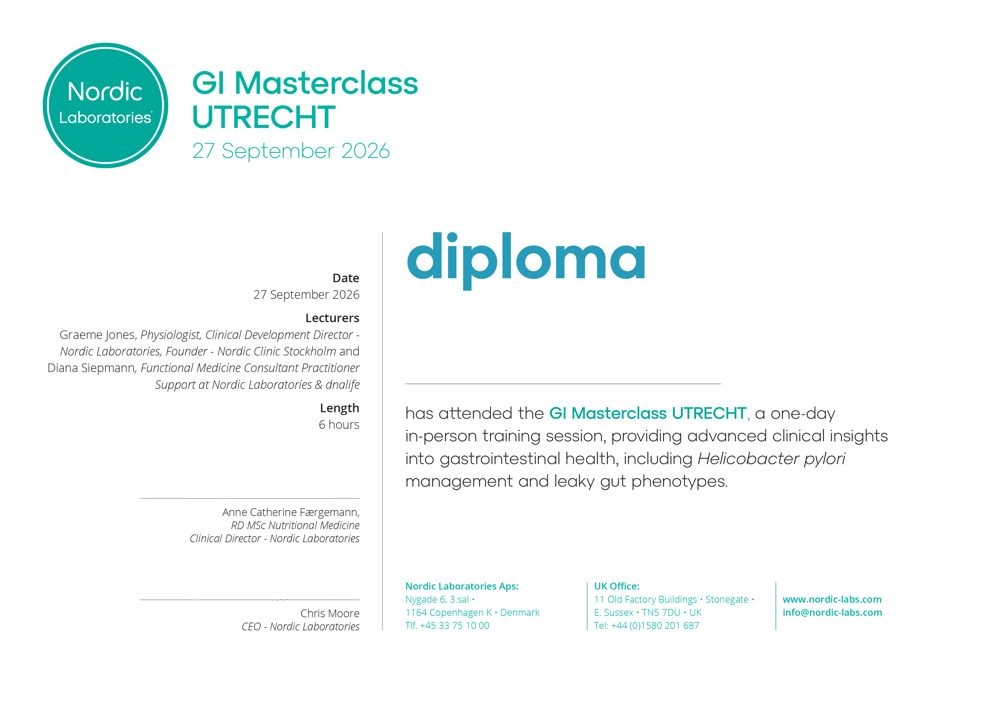 Nordic
Laboratories
GI Masterclass
UTRECHT
27 September 2026
diploma
Date
27 September 2026
Lecturers
Graeme Jones, Physiologist, Clinical Development Director -
Nordic Laboratories, Founder - Nordic Clinic Stockholm and
Diana Siepmann, Functional Medicine Consultant Practitioner
Support at Nordic Laboratories & dnalife
Length
6 hours
Anne Catherine Færgemann,
RD MSc Nutritional Medicine
Clinical Director - Nordic Laboratories
Chris Moore
CEO - Nordic Laboratories
has attended the GI Masterclass UTRECHT, a one-day
in-person training session, providing advanced clinical insights
into gastrointestinal health, including Helicobacter pylori
management and leaky gut phenotypes.
Nordic Laboratories Aps:
Nygade 6, 3.sal •
1164 Copenhagen K • Denmark
Tlf. +45 33 75 10 00
UK Office:
11 Old Factory Buildings • Stonegate •
E. Sussex • TN5 7DU • UK
Tel: +44 (0)1580 201 687
www.nordic-labs.com
info@nordic-labs.com